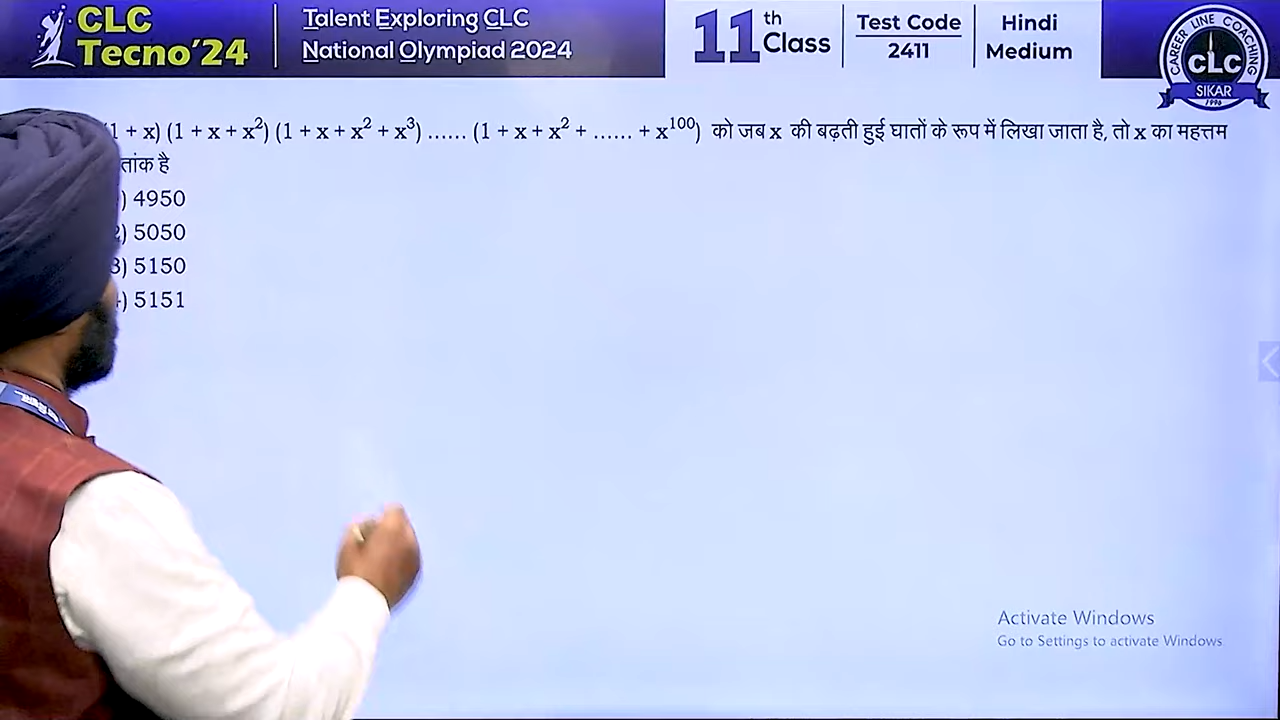 CLC
Tecno'24
Talent Exploring CLC
National Olympiad 2024
11th Class
Test Code
2411
Hindi
Medium
CAREER LINE COACHING
CLC
SIKAR
1996
1 + x) (1 + x + x²) (1 + x + x² + x³) ...... (1 + x + x² + ...... + x¹⁰⁰) को जब x की बढ़ती हुई घातों के रूप में लिखा जाता है, तो x का महत्तम
तांक है
) 4950
2) 5050
3) 5150
) 5151
Activate Windows
Go to Settings to activate Windows